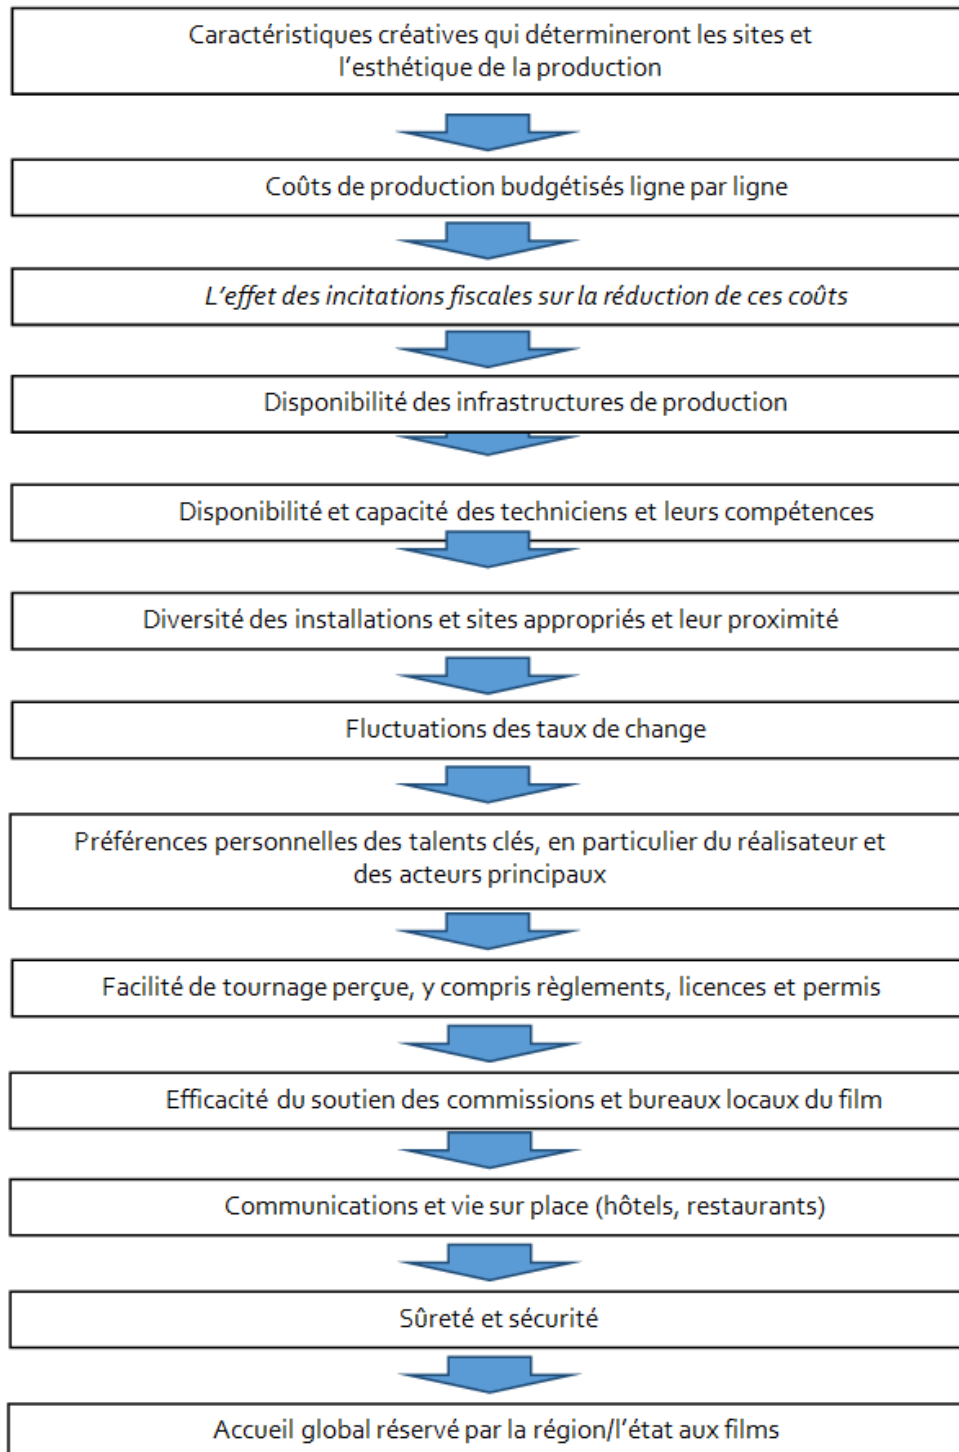 Caractéristiques créatives qui détermineront les sites et
l'esthétique de la production
Coûts de production budgétisés ligne par ligne
L'effet des incitations fiscales sur la réduction de ces coûts
Disponibilité des infrastructures de production
Disponibilité et capacité des techniciens et leurs compétences
Diversité des installations et sites appropriés et leur proximité
Fluctuations des taux de change
Préférences personnelles des talents clés, en particulier du réalisateur et
des acteurs principaux
Facilité de tournage perçue, y compris règlements, licences et permis
Efficacité du soutien des commissions et bureaux locaux du film
Communications et vie sur place (hôtels, restaurants)
Sûreté et sécurité
Accueil global réservé par la région/l'état aux films